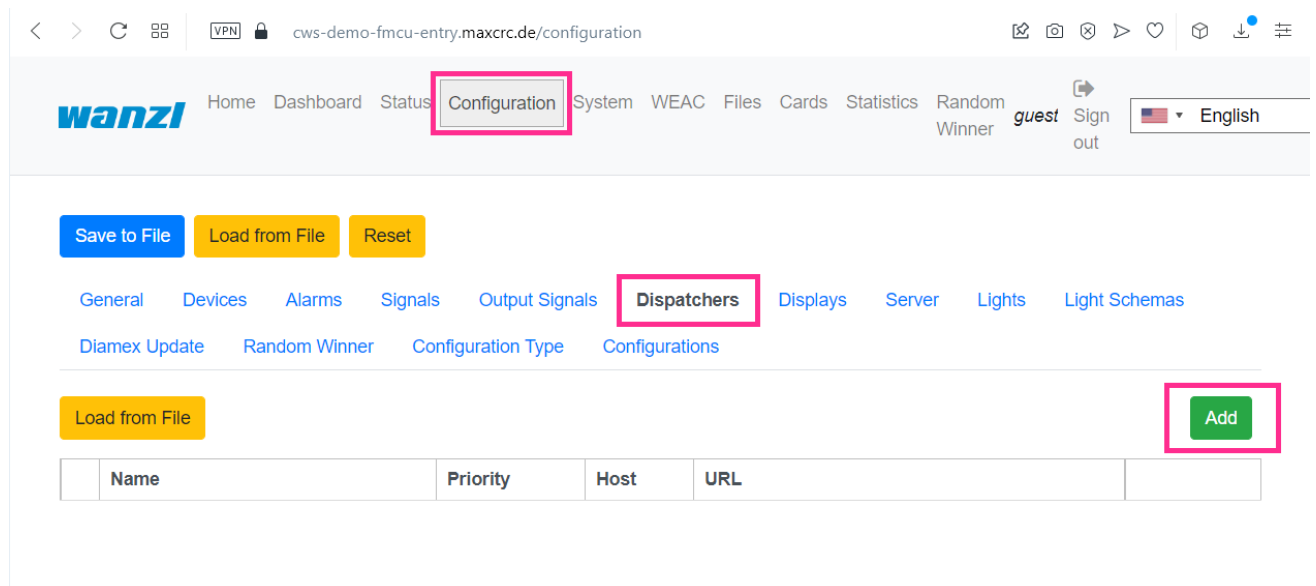 VPN cws-demo-fmcu-entry.maxcrc.de/configuration
wanzl Home Dashboard Status Configuration System WEAC Files Cards Statistics Random Winner guest Sign out English
Save to File Load from File Reset
General Devices Alarms Signals Output Signals Dispatchers Displays Server Lights Light Schemas
Diamex Update Random Winner Configuration Type Configurations
Load from File Add
Name Priority Host URL